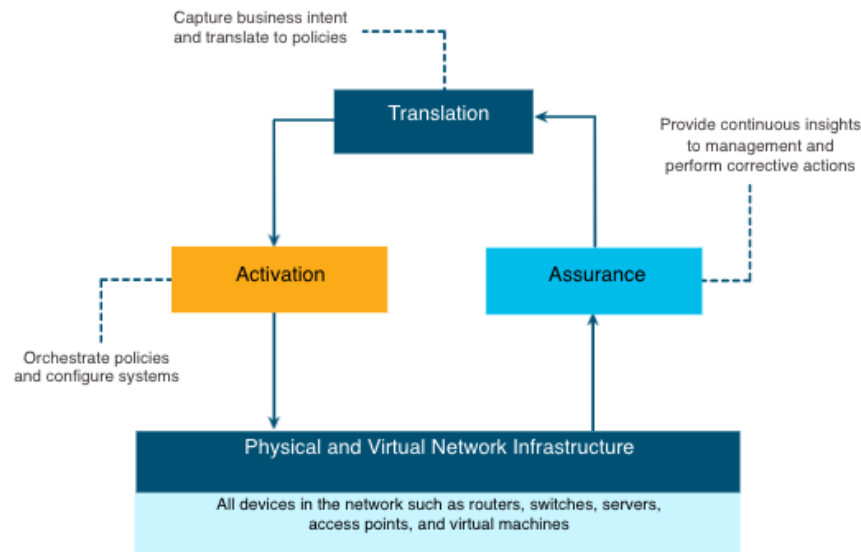 Capture business intent
and translate to policies
Translation
Provide continuous insights
to management and
perform corrective actions
Activation
Assurance
Orchestrate policies
and configure systems
Physical and Virtual Network Infrastructure
All devices in the network such as routers, switches, servers,
access points, and virtual machines